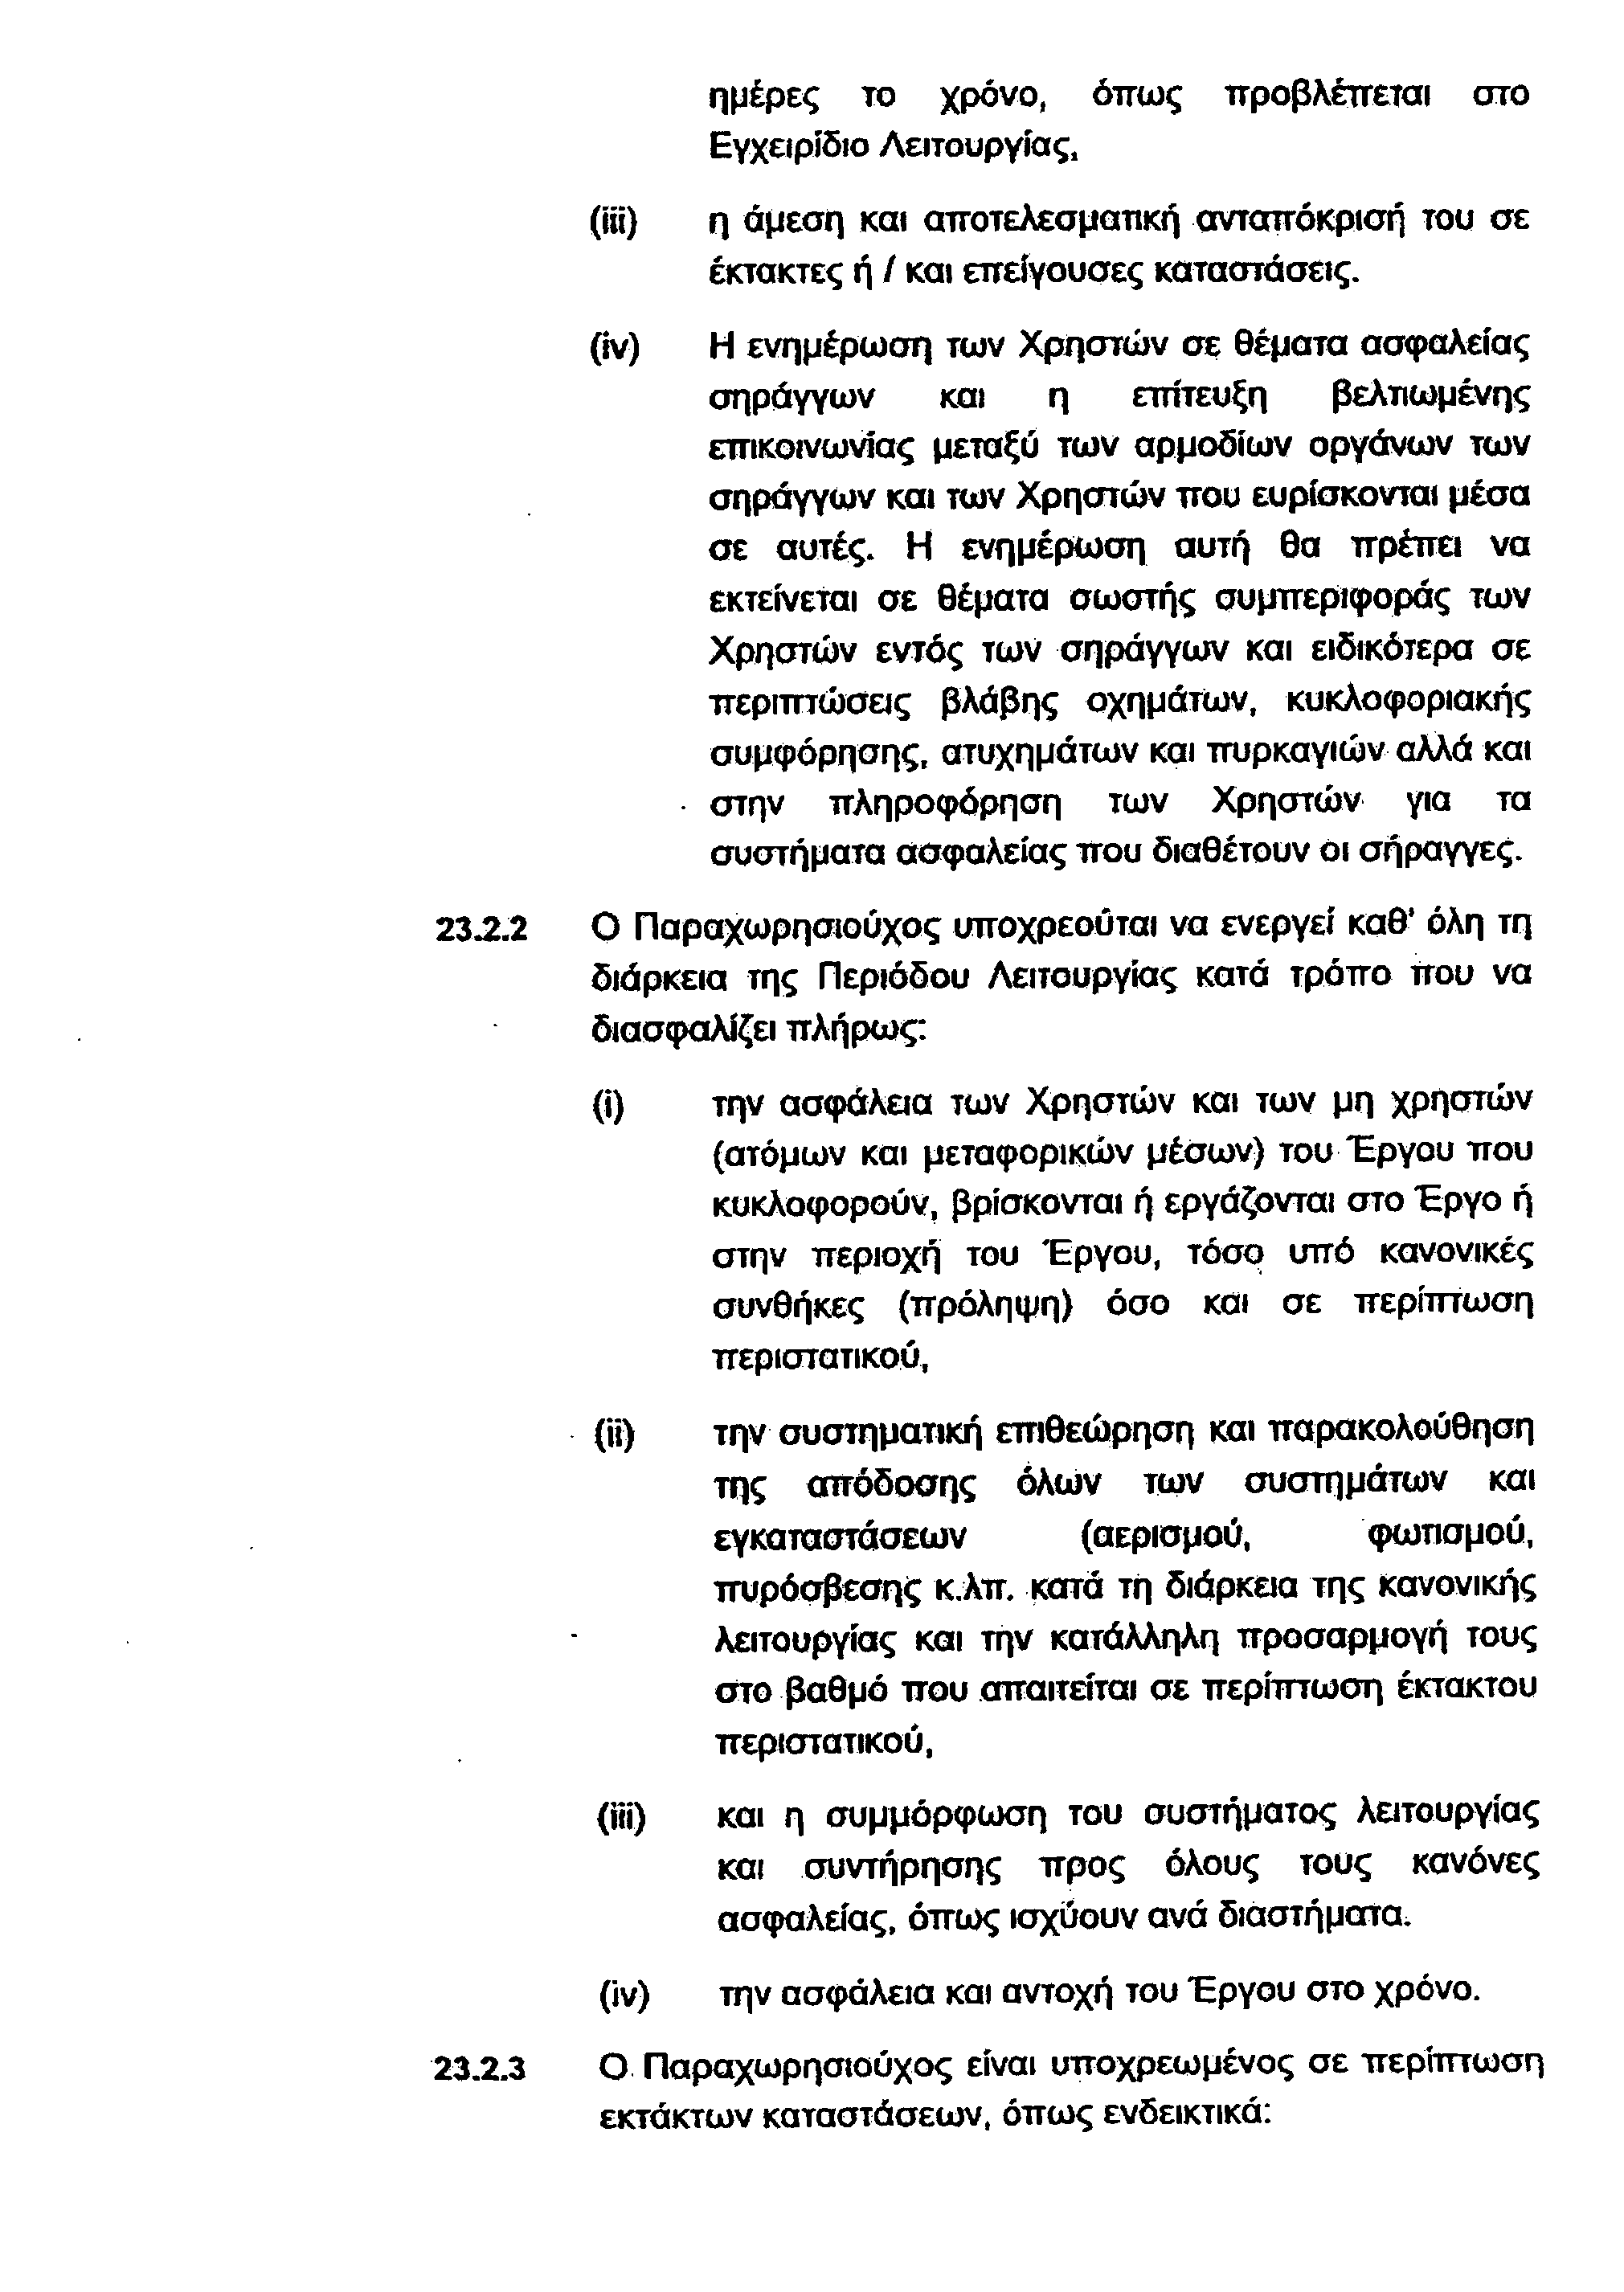 ημέρες το χρόνο, όπως προβλέπεται στο
Εγχειρίδιο Λειτουργίας,
(iii) η άμεση και αποτελεσματική ανταπόκρισή του σε
έκτακτες ή / και επείγουσες καταστάσεις.
(iv) Η ενημέρωση των Χρηστών σε θέματα ασφαλείας
σηράγγων και η επίτευξη βελτιωμένης
επικοινωνίας μεταξύ των αρμοδίων οργάνων των
σηράγγων και των Χρηστών που ευρίσκονται μέσα
σε αυτές. Η ενημέρωση αυτή θα πρέπει να
εκτείνεται σε θέματα σωστής συμπεριφοράς των
Χρηστών εντός των σηράγγων και ειδικότερα σε
περιπτώσεις βλάβης οχημάτων, κυκλοφοριακής
συμφόρησης, ατυχημάτων και πυρκαγιών αλλά και
στην πληροφόρηση των Χρηστών για τα
συστήματα ασφαλείας που διαθέτουν οι σήραγγες.
23.2.2 Ο Παραχωρησιούχος υποχρεούται να ενεργεί καθ' όλη τη
διάρκεια της Περιόδου Λειτουργίας κατά τρόπο που να
διασφαλίζει πλήρως:
(i) την ασφάλεια των Χρηστών και των μη χρηστών
(ατόμων και μεταφορικών μέσων) του Έργου που
κυκλοφορούν, βρίσκονται ή εργάζονται στο Έργο ή
στην περιοχή του Έργου, τόσο υπό κανονικές
συνθήκες (πρόληψη) όσο και σε περίπτωση
περιστατικού,
(ii) την συστηματική επιθεώρηση και παρακολούθηση
της απόδοσης όλων των συστημάτων και
εγκαταστάσεων (αερισμού, φωτισμού,
πυρόσβεσης κ.λπ. κατά τη διάρκεια της κανονικής
λειτουργίας και την κατάλληλη προσαρμογή τους
στο βαθμό που απαιτείται σε περίπτωση έκτακτου
περιστατικού,
(iii) και η συμμόρφωση του συστήματος λειτουργίας
και συντήρησης προς όλους τους κανόνες
ασφαλείας, όπως ισχύουν ανά διαστήματα.
(iv) την ασφάλεια και αντοχή του Έργου στο χρόνο.
23.2.3 Ο Παραχωρησιούχος είναι υποχρεωμένος σε περίπτωση
εκτάκτων καταστάσεων, όπως ενδεικτικά: